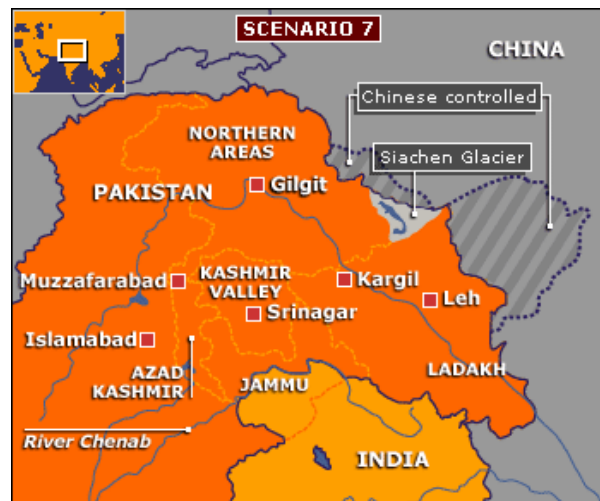 SCENARIO 7
CHINA
Chinese controlled
NORTHERN
AREAS
Siachen Glacier
PAKISTAN
Gilgit
Muzzafarabad
KASHMIR
VALLEY
Kargil
Leh
Srinagar
Islamabad
AZAD
KASHMIR
JAMMU
LADAKH
River Chenab
INDIA